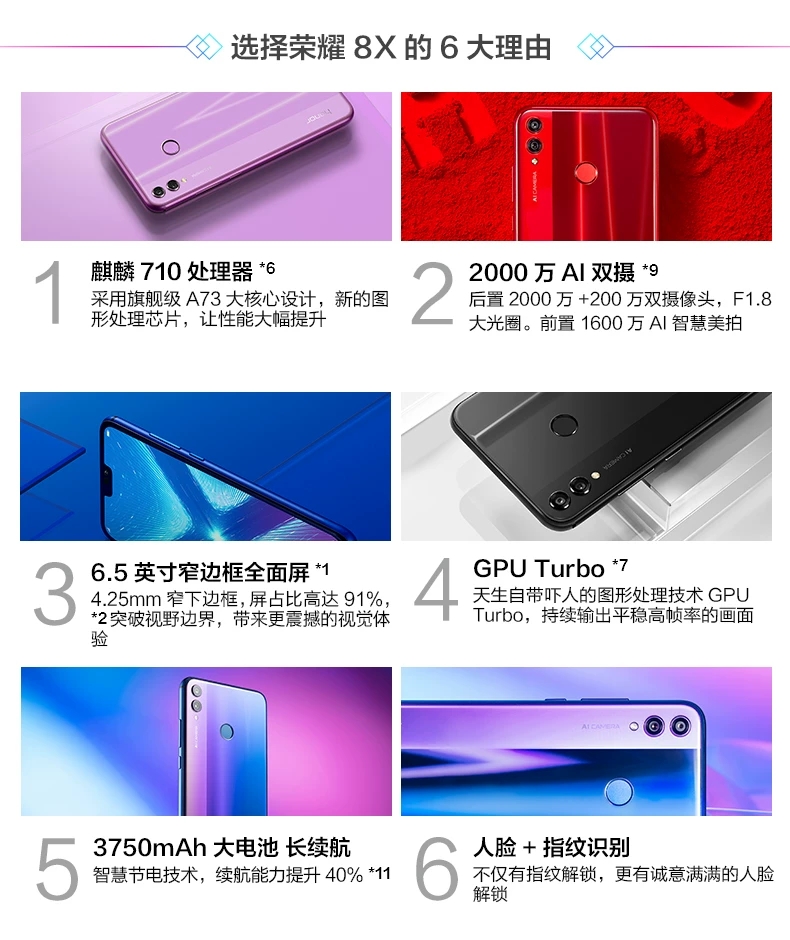 选择荣耀 8X 的 6 大理由
honor
AI CAMERA
1
麒麟 710 处理器 *6
采用旗舰级 A73 大核心设计，新的图
形处理芯片，让性能大幅提升
2
2000 万 AI 双摄 *9
后置 2000 万 +200 万双摄像头，F1.8
大光圈。前置 1600 万 AI 智慧美拍
AI CAMERA
3
6.5 英寸窄边框全面屏 *1
4.25mm 窄下边框，屏占比高达 91%，
*2 突破视野边界，带来更震撼的视觉体
验
4
GPU Turbo *7
天生自带吓人的图形处理技术 GPU
Turbo，持续输出平稳高帧率的画面
AI CAMERA
5
3750mAh 大电池 长续航
智慧节电技术，续航能力提升 40% *11
6
人脸 + 指纹识别
不仅有指纹解锁，更有诚意满满的人脸
解锁